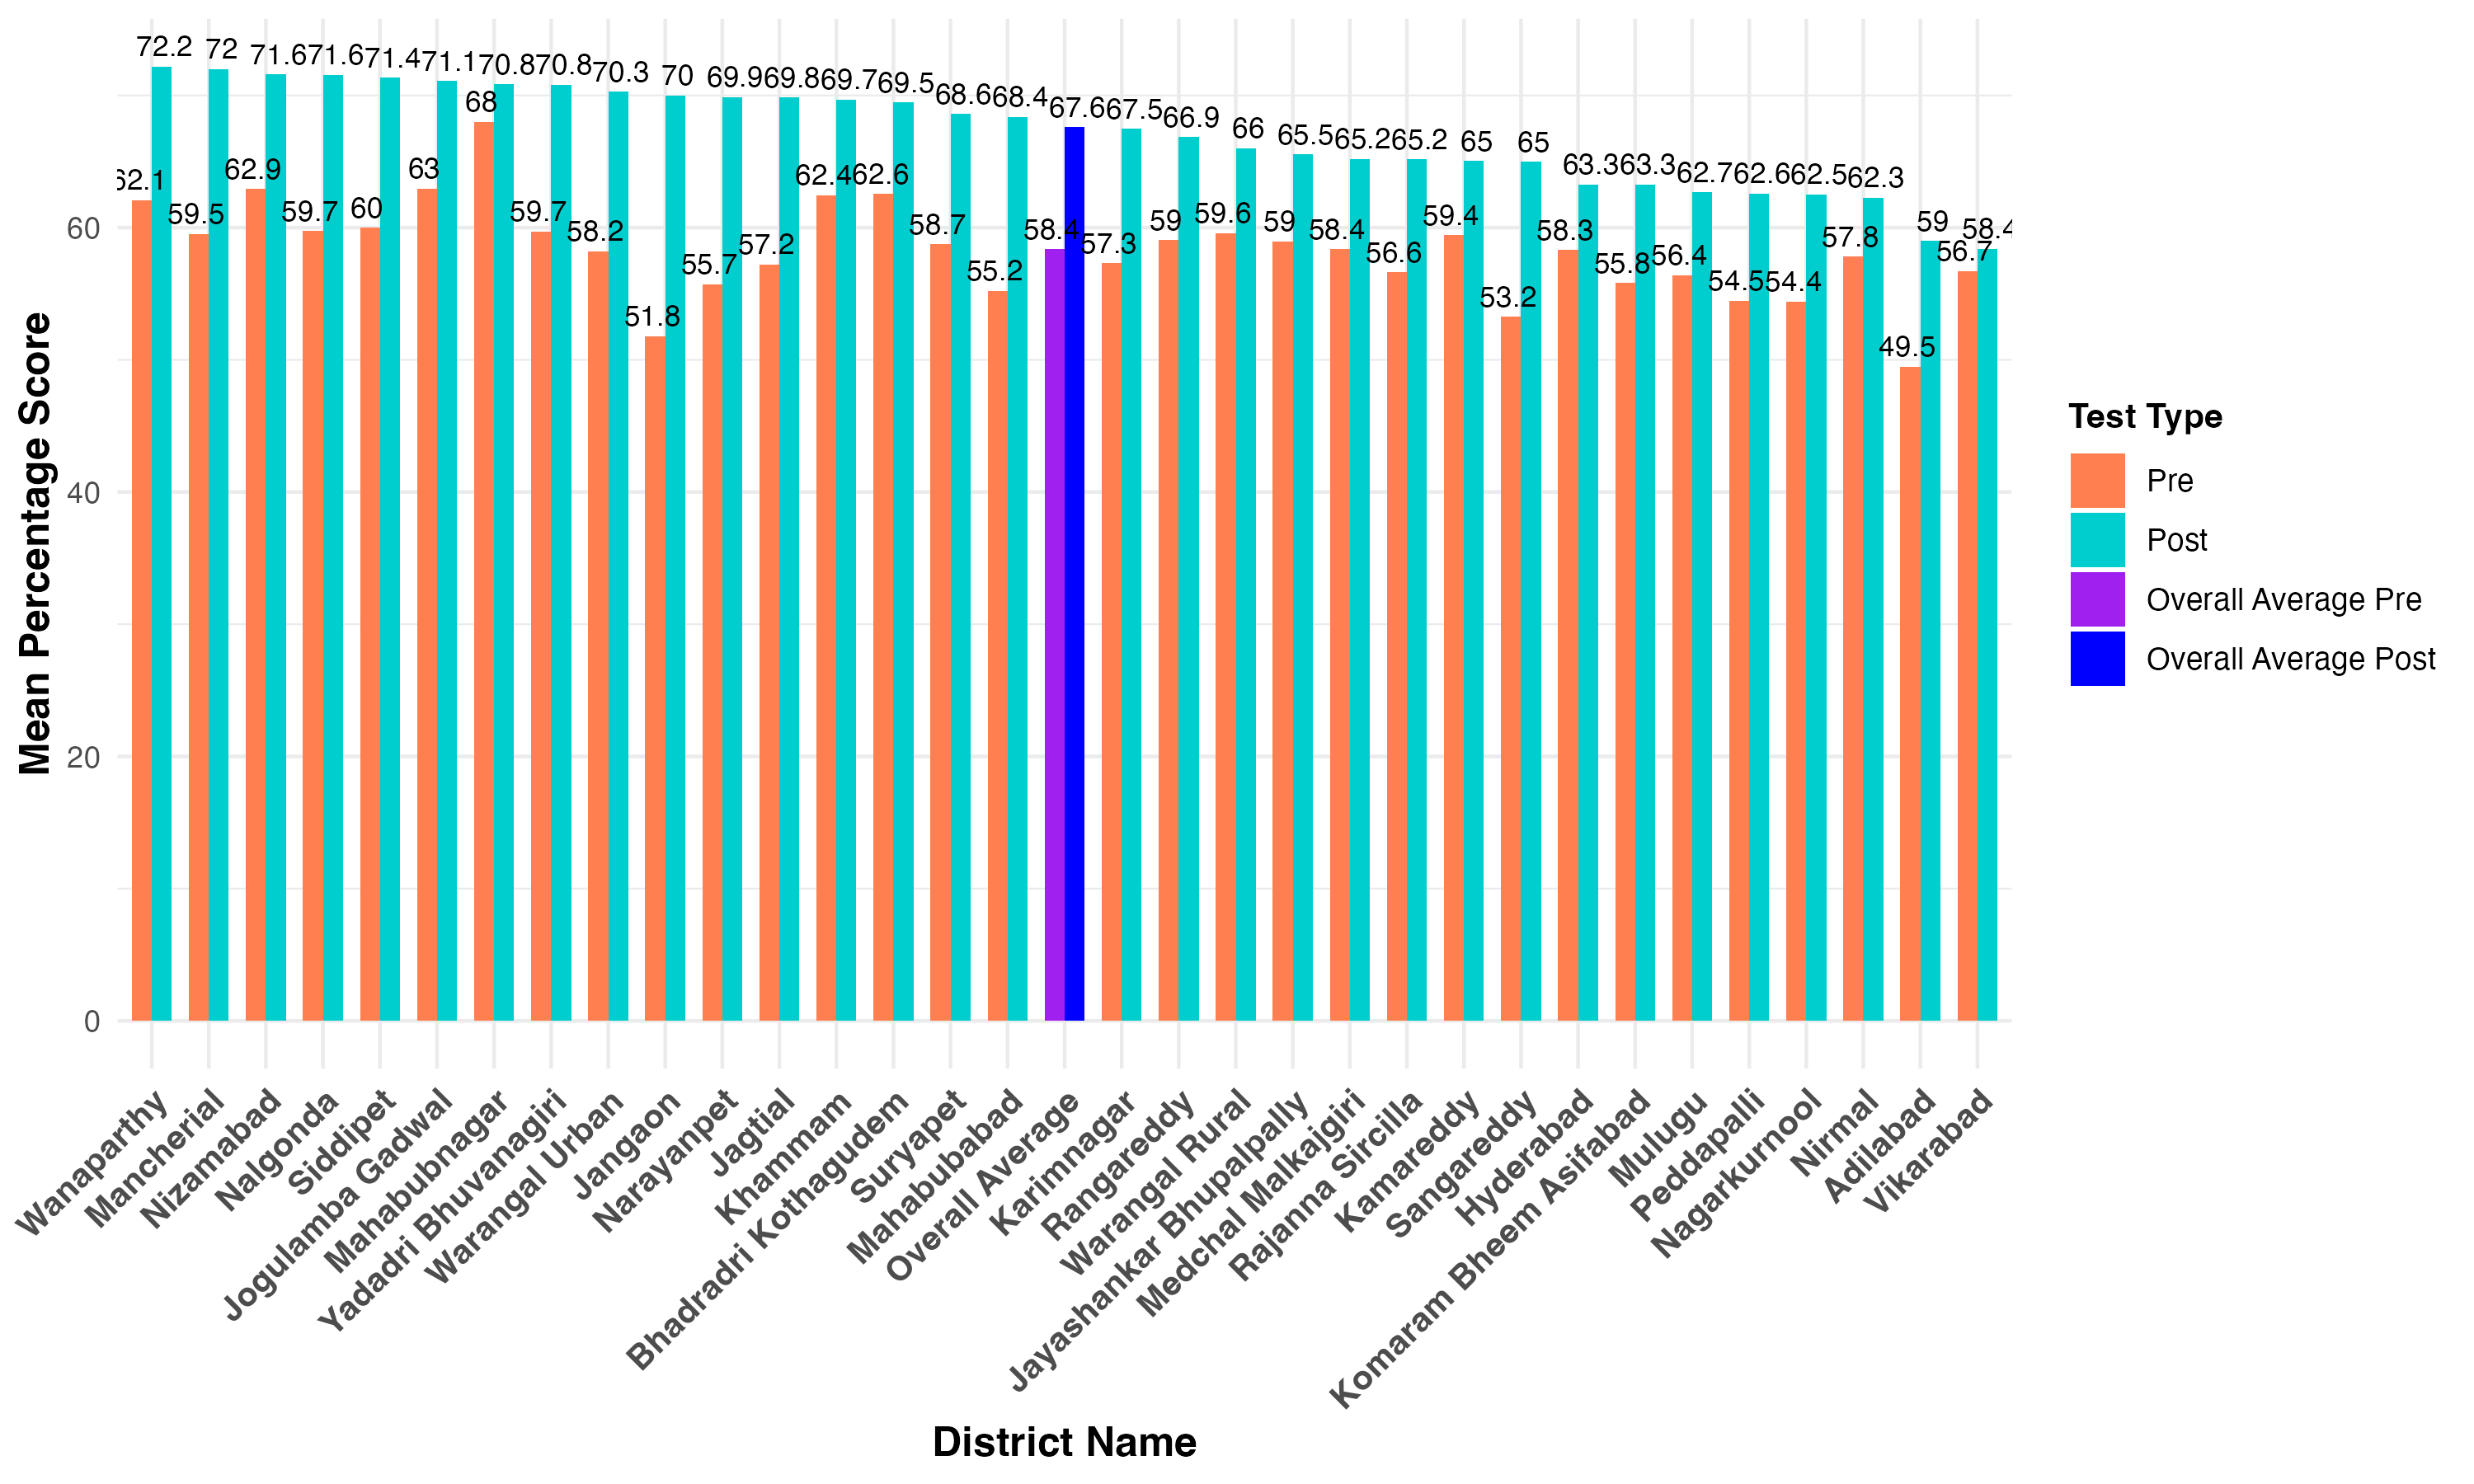 72.2 72 71.6 71.6 71.4 71.1 70.8 70.8 70.3 70 69.9 69.8 69.7 69.5 68.6 68.4 67.6 67.5 66.9 66 65.5 65.2 65.2 65 65 63.3 63.3 62.7 62.6 62.5 62.3 59 58.4
62.1 59.5 62.9 59.7 60 63 68 59.7 58.2 51.8 55.7 57.2 62.4 62.6 58.7 55.2 58.4 57.3 59 59.6 59 58.4 56.6 59.4 53.2 58.3 55.8 56.4 54.5 54.4 57.8 49.5 56.7
60
40
20
0
Mean Percentage Score
Wanaparthy
Mancherial
Nizamabad
Nalgonda
Siddipet
Jogulamba Gadwal
Mahabubnagar
Yadadri Bhuvanagiri
Warangal Urban
Jangaon
Narayanpet
Jagtial
Khammam
Bhadradri Kothagudem
Suryapet
Mahabubabad
Overall Average
Karimnagar
Rangareddy
Warangal Rural
Jayashankar Bhupalpally
Medchal Malkajgiri
Rajanna Sircilla
Kamareddy
Sangareddy
Hyderabad
Komaram Bheem Asifabad
Mulugu
Peddapalli
Nagarkurnool
Nirmal
Adilabad
Vikarabad
District Name
Test Type
Pre
Post
Overall Average Pre
Overall Average Post